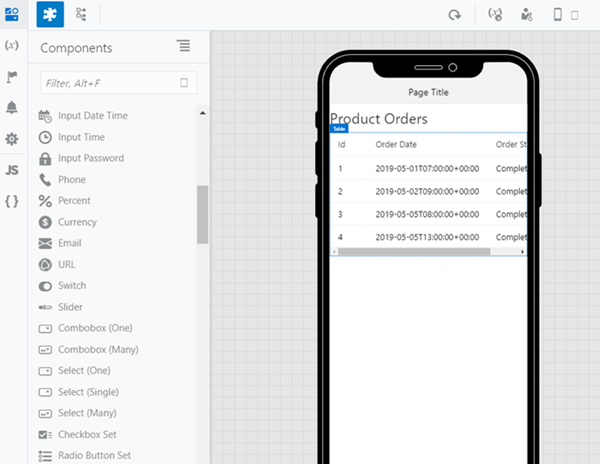 Components
Filter, Alt+F
Input Date Time
Input Time
Input Password
Phone
Percent
Currency
Email
URL
Switch
Slider
Combobox (One)
Combobox (Many)
Select (One)
Select (Single)
Select (Many)
Checkbox Set
Radio Button Set
(x)
JS
{ }
(x)
Page Title
Product Orders
Table
Id Order Date Order St
1 2019-05-01T07:00:00+00:00 Complet
2 2019-05-02T09:00:00+00:00 Complet
3 2019-05-05T08:00:00+00:00 Complet
4 2019-05-05T13:00:00+00:00 Complet